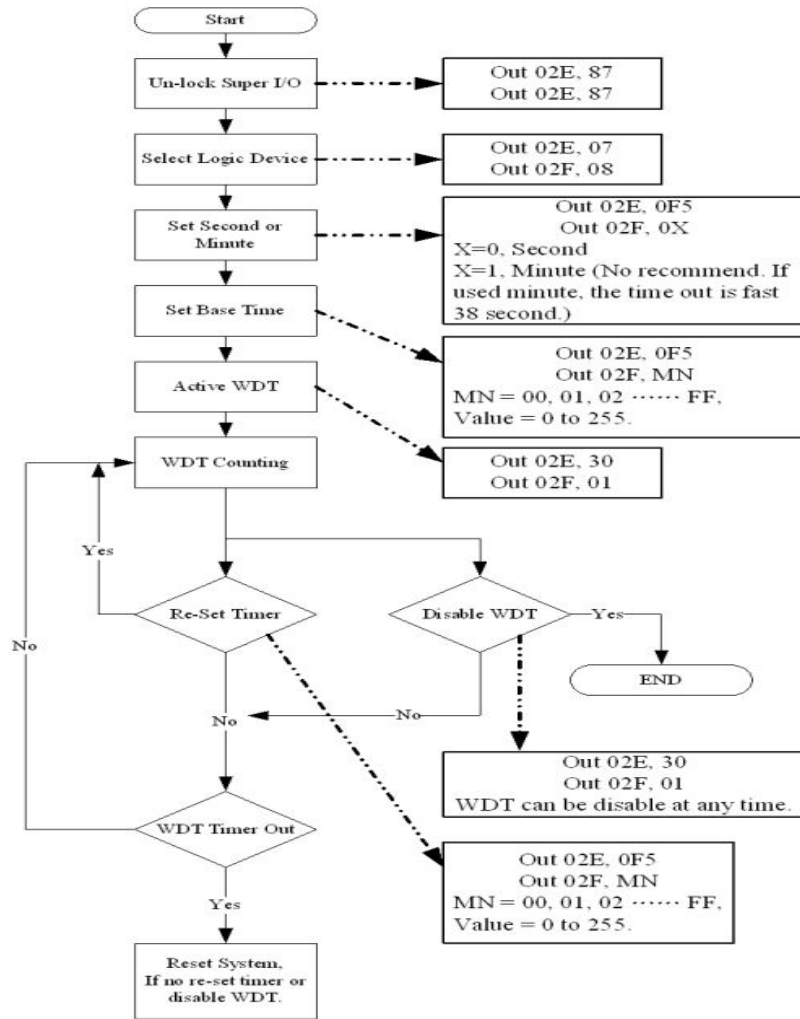 Start
Un-lock Super I/O
Out 02E, 87
Out 02E, 87
Select Logic Device
Out 02E, 07
Out 02F, 08
Set Second or
Minute
Out 02E, 0F5
Out 02F, 0X
X=0, Second
X=1, Minute (No recommend. If
used minute, the time out is fast
38 second.)
Set Base Time
Out 02E, 0F5
Out 02F, MN
MN = 00, 01, 02 ······ FF,
Value = 0 to 255.
Active WDT
Out 02E, 30
Out 02F, 01
WDT Counting
Yes
Re-Set Timer
Disable WDT
Yes
No
END
No
No
Out 02E, 30
Out 02F, 01
WDT can be disable at any time.
WDT Timer Out
Out 02E, 0F5
Out 02F, MN
MN = 00, 01, 02 ······ FF,
Value = 0 to 255.
Yes
Reset System,
If no re-set timer or
disable WDT.